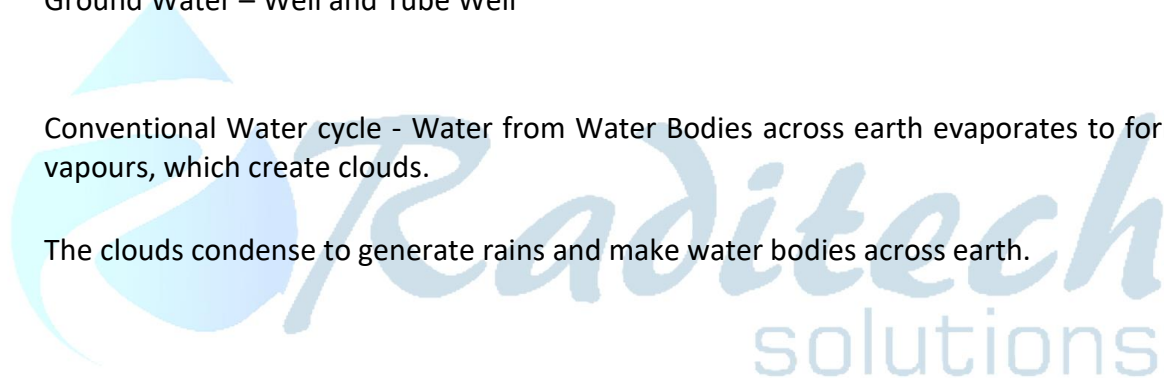 Ground Water – Well and Tube Well
Conventional Water cycle - Water from Water Bodies across earth evaporates to for
vapours, which create clouds.
The clouds condense to generate rains and make water bodies across earth.
Raditech
solutions